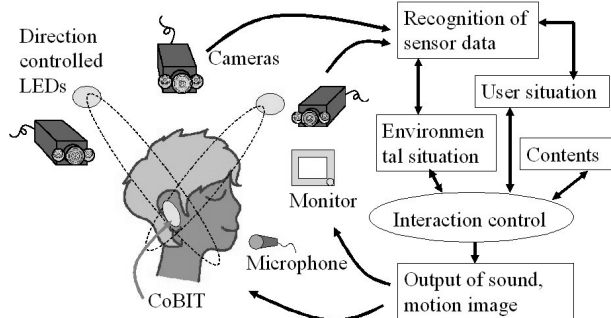 Direction
controlled
LEDs
Cameras
Recognition of
sensor data
User situation
Environmen
tal situation
Contents
Monitor
Interaction control
Microphone
CoBIT
Output of sound,
motion image